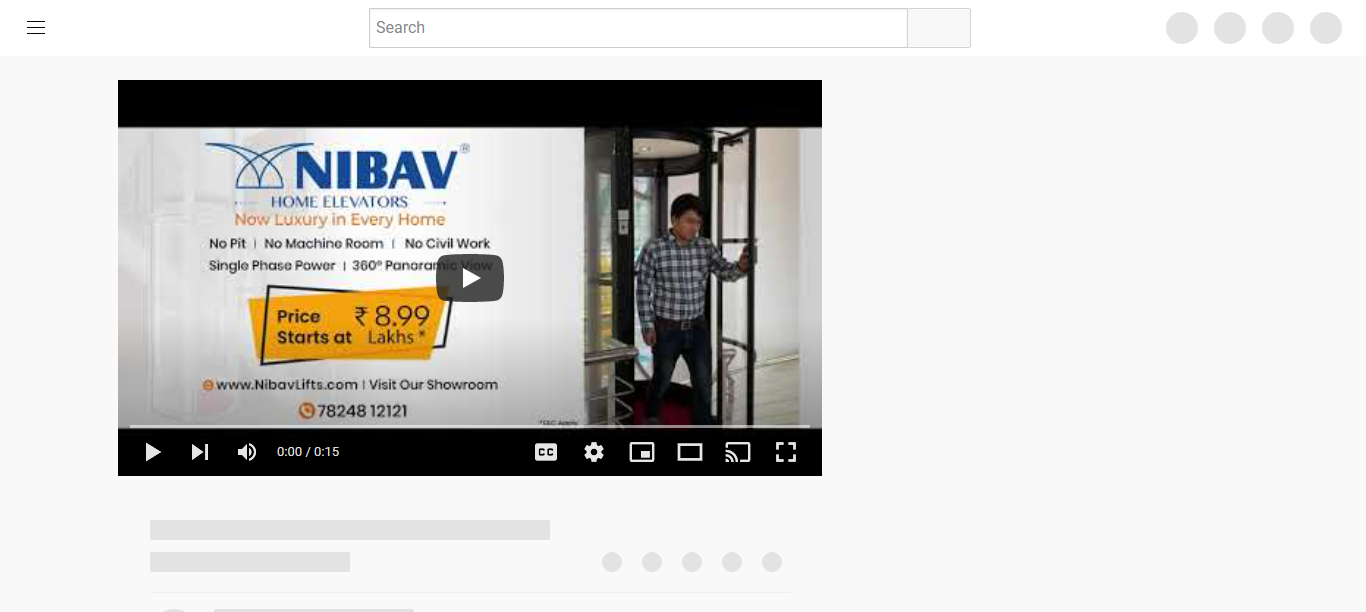 Search
NIBAV®
HOME ELEVATORS
Now Luxury in Every Home
No Pit | No Machine Room | No Civil Work
Single Phase Power | 360° Panoramic View
Price
Starts at
₹ 8.99
Lakhs *
www.NibavLifts.com | Visit Our Showroom
78248 12121
*T&C Apply
0:00 / 0:15
CC